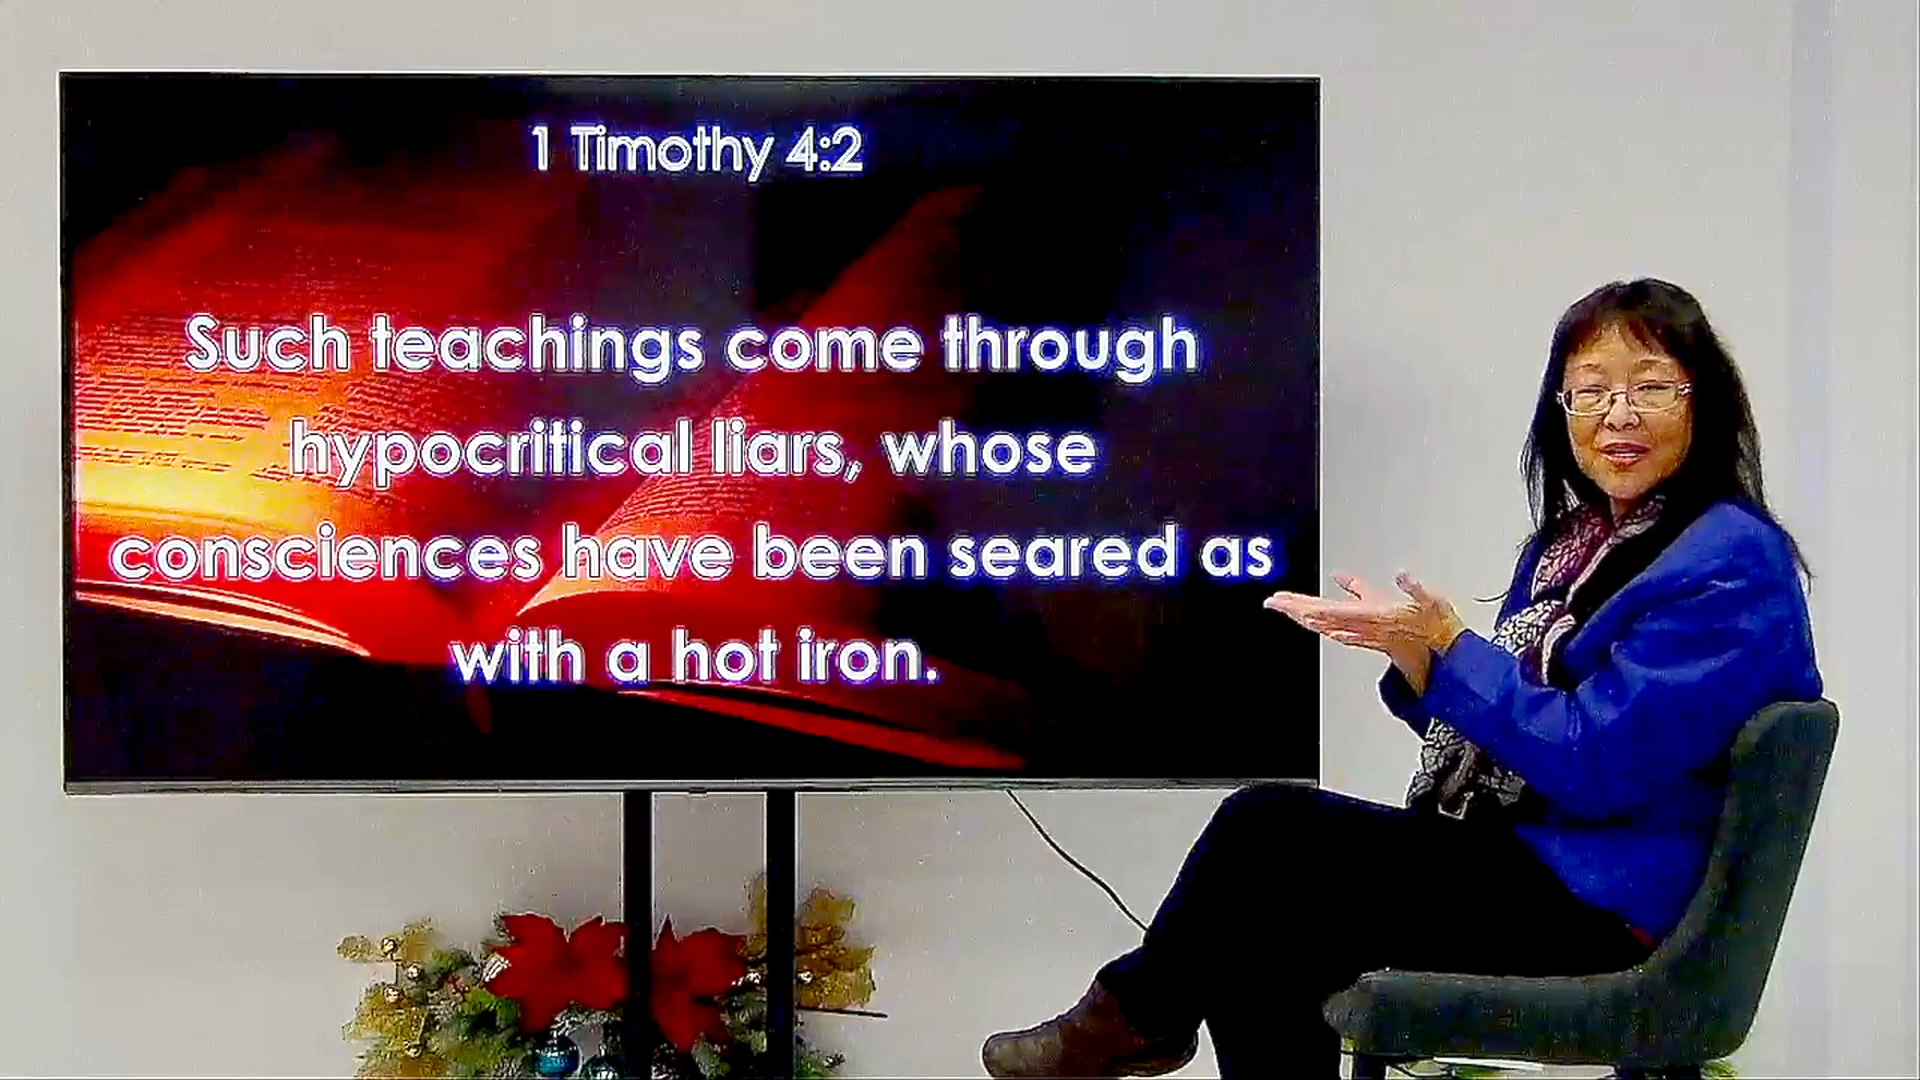 1 Timothy 4:2
Such teachings come through
hypocritical liars, whose
consciences have been seared as
with a hot iron.